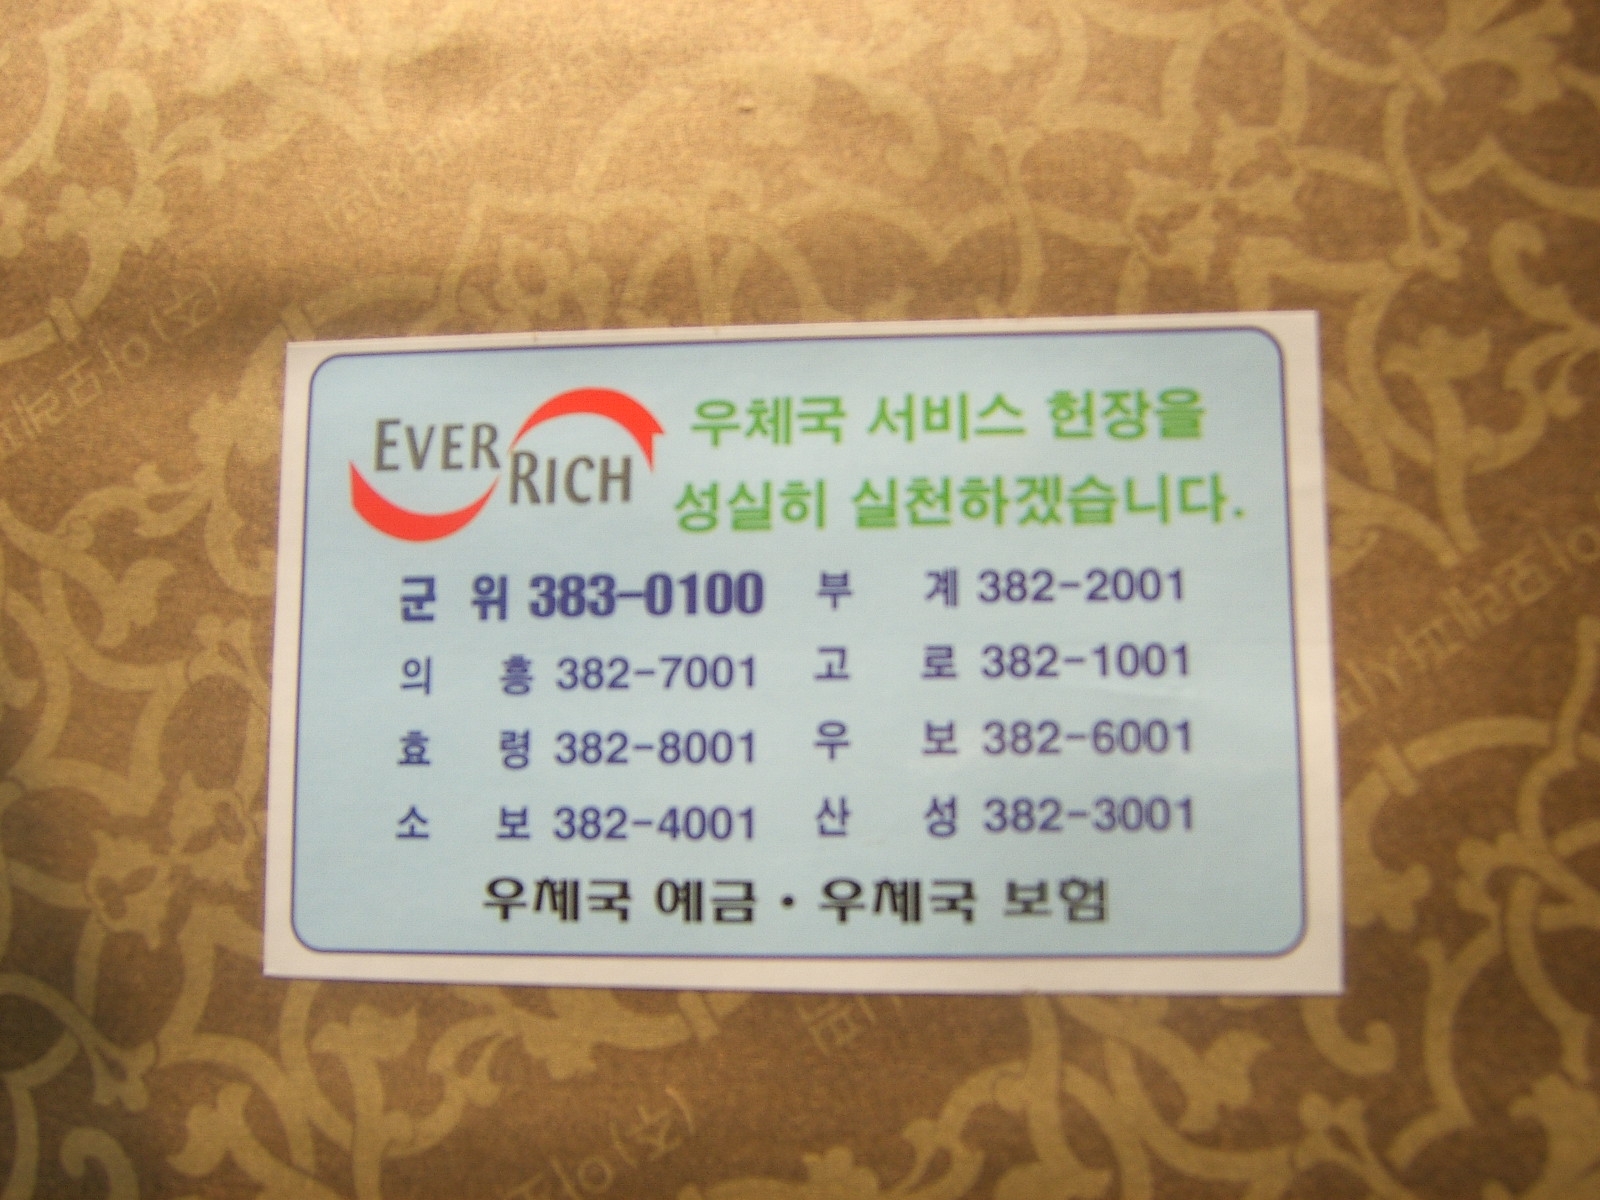 EVER RICH
우체국 서비스 헌장을
성실히 실천하겠습니다.
군 위 383-0100 부 계 382-2001
의 흥 382-7001 고 로 382-1001
효 령 382-8001 우 보 382-6001
소 보 382-4001 산 성 382-3001
우체국 예금 · 우체국 보험